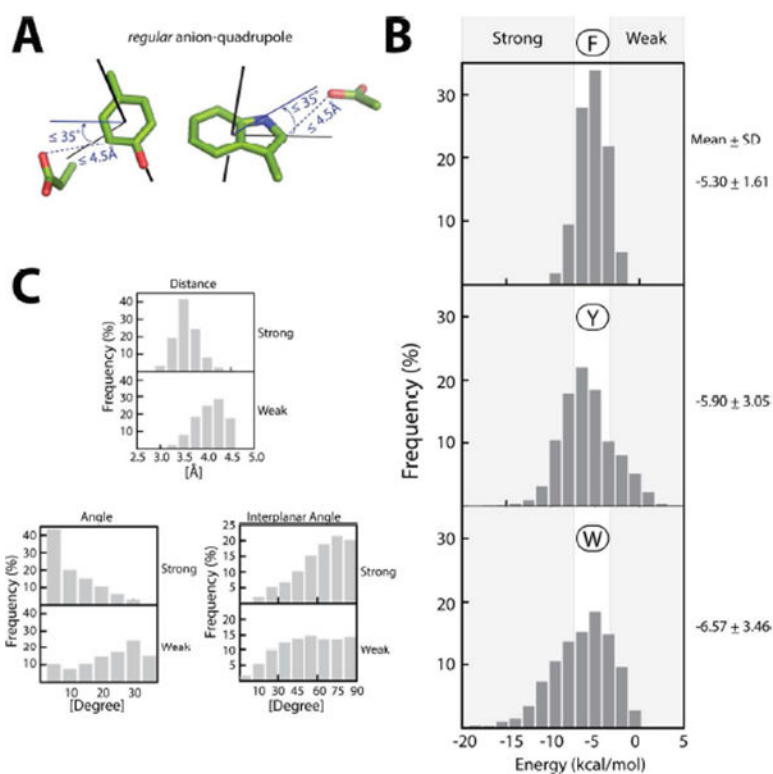 A
regular anion-quadrupole
≤ 35°
≤ 4.5Å
≤ 35°
≤ 4.5Å
B
Strong
F
Weak
30
20
10
Mean ± SD
-5.30 ± 1.61
Y
30
20
10
Frequency (%)
-5.90 ± 3.05
W
30
20
10
-6.57 ± 3.46
-20 -15 -10 -5 0 5
Energy (kcal/mol)
C
Distance
Frequency (%)
40
30
20
10
Strong
40
30
20
10
Weak
2.5 3.0 3.5 4.0 4.5 5.0
[Å]
Angle
Frequency (%)
40
30
20
10
Strong
40
30
20
10
Weak
10 20 30
[Degree]
Interplanar Angle
Frequency (%)
25
20
15
10
5
Strong
20
15
10
5
Weak
10 30 45 60 75 90
[Degree]